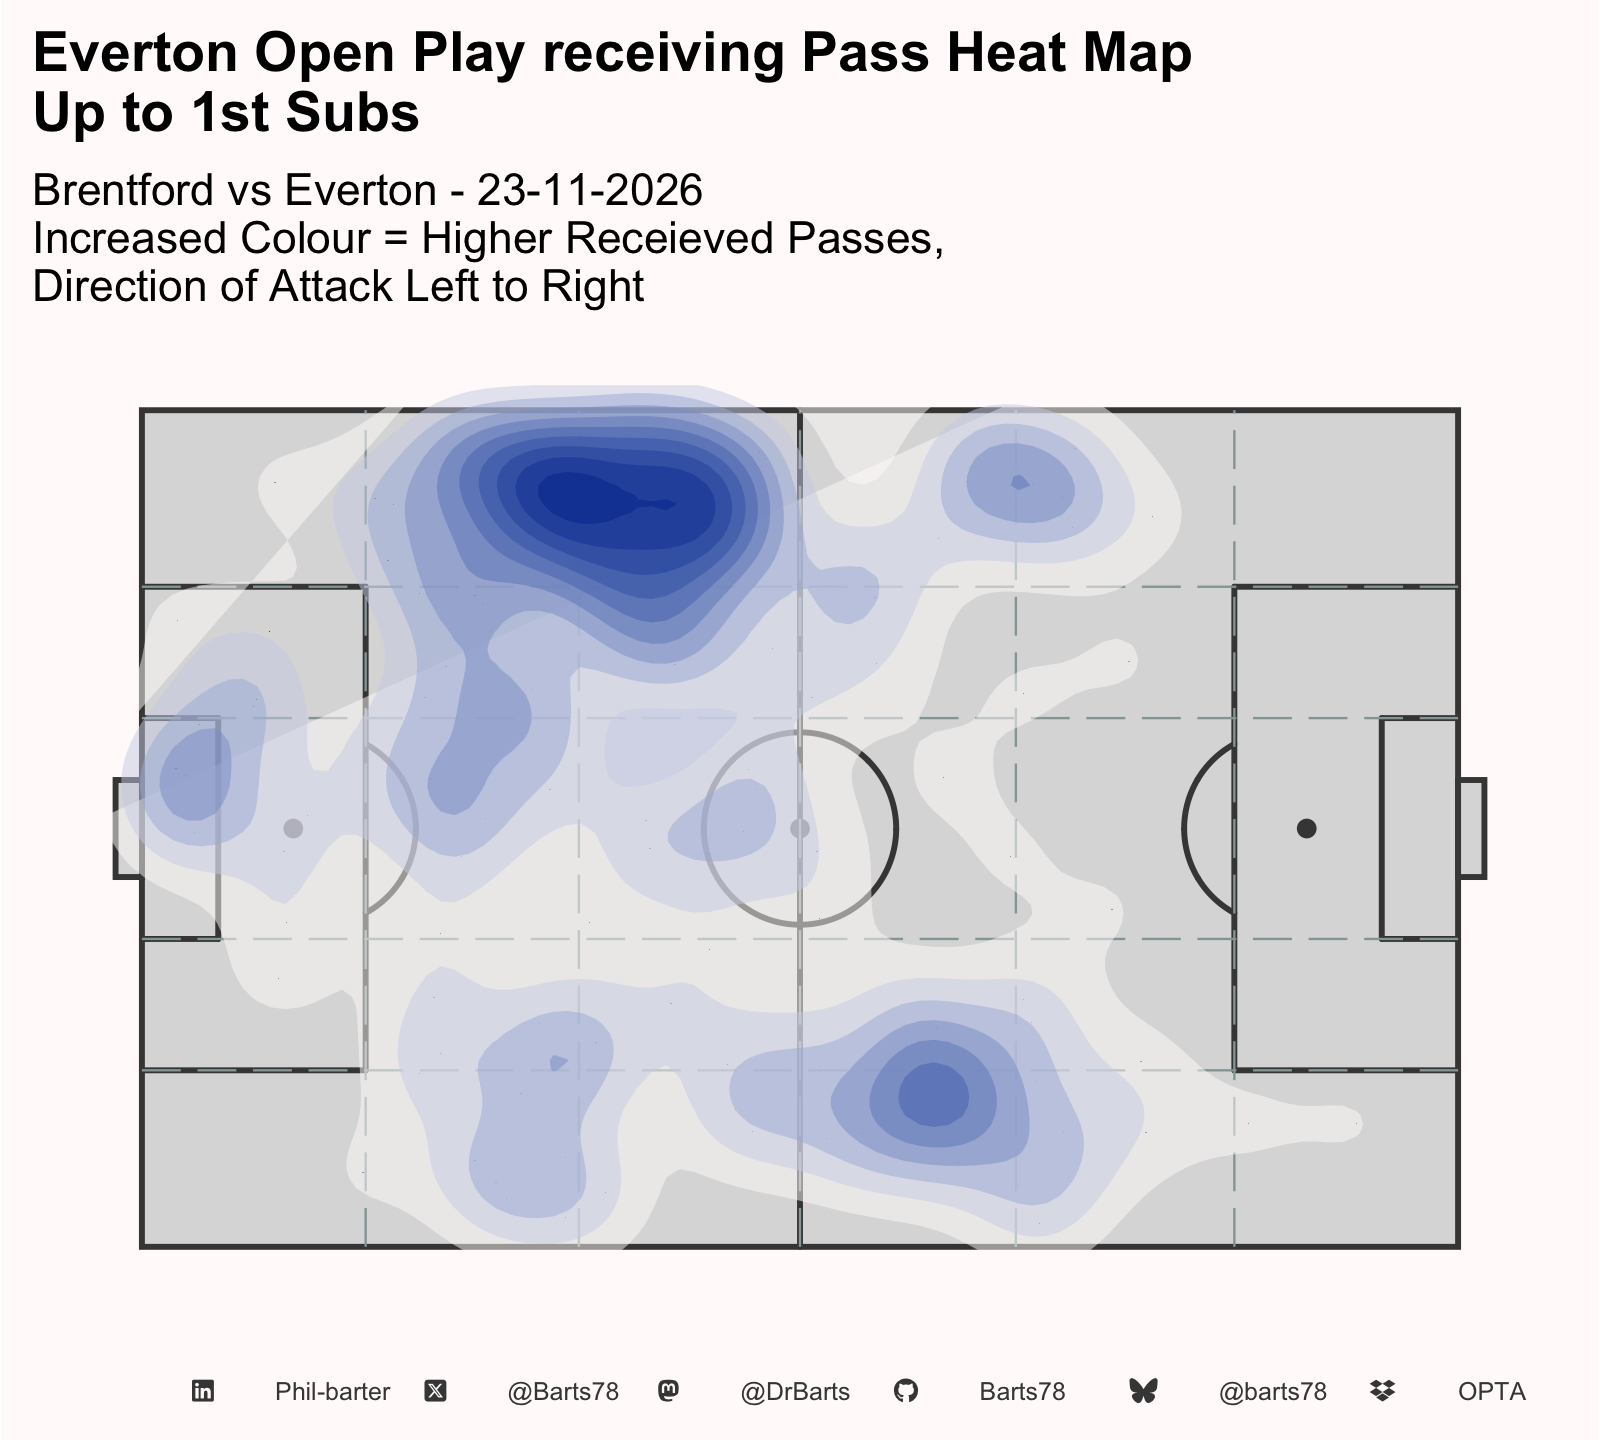 Everton Open Play receiving Pass Heat Map
Up to 1st Subs
Brentford vs Everton - 23-11-2026
Increased Colour = Higher Receieved Passes,
Direction of Attack Left to Right
Phil-barter @Barts78 @DrBarts Barts78 @barts78 OPTA